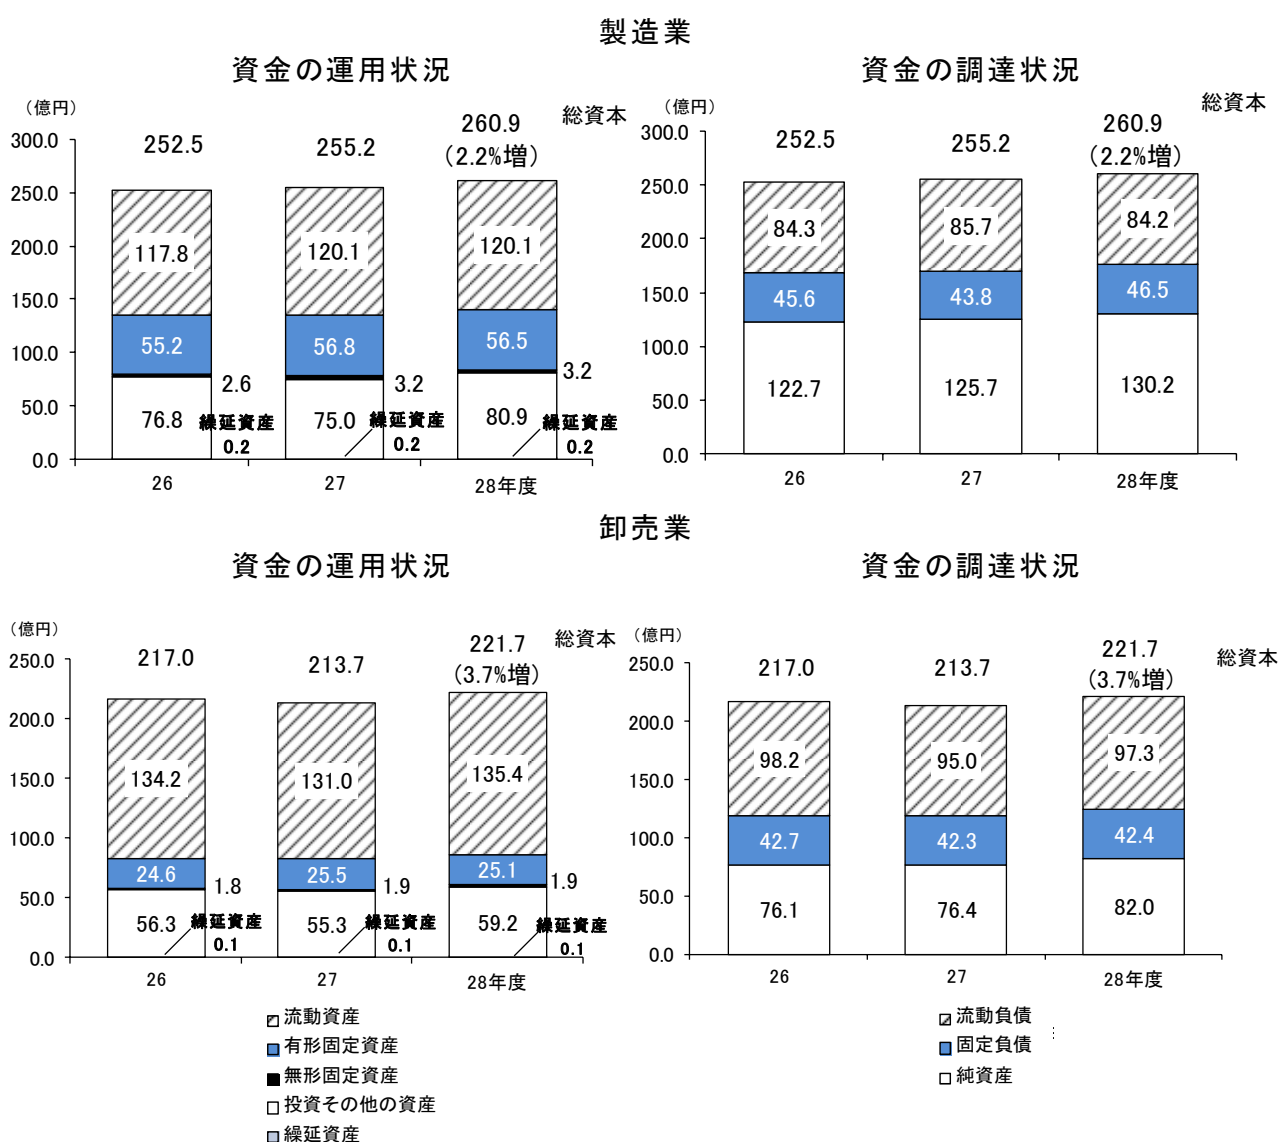 製造業
資金の運用状況
資金の調達状況
（億円）
総資本
252.5
255.2
260.9
（2.2%増）
300.0
250.0
200.0
150.0
100.0
50.0
0.0
117.8
120.1
120.1
55.2
56.8
56.5
2.6
3.2
3.2
76.8
75.0
80.9
繰延資産
0.2
繰延資産
0.2
繰延資産
0.2
26
27
28年度
（億円）
総資本
252.5
255.2
260.9
（2.2%増）
300.0
250.0
200.0
150.0
100.0
50.0
0.0
84.3
85.7
84.2
45.6
43.8
46.5
122.7
125.7
130.2
26
27
28年度
卸売業
資金の運用状況
資金の調達状況
（億円）
総資本
217.0
213.7
221.7
（3.7%増）
250.0
200.0
150.0
100.0
50.0
0.0
134.2
131.0
135.4
24.6
25.5
25.1
1.8
1.9
1.9
56.3
55.3
59.2
繰延資産
0.1
繰延資産
0.1
繰延資産
0.1
26
27
28年度
流動資産
有形固定資産
無形固定資産
投資その他の資産
繰延資産
（億円）
総資本
217.0
213.7
221.7
（3.7%増）
250.0
200.0
150.0
100.0
50.0
0.0
98.2
95.0
97.3
42.7
42.3
42.4
76.1
76.4
82.0
26
27
28年度
流動負債
固定負債
純資産